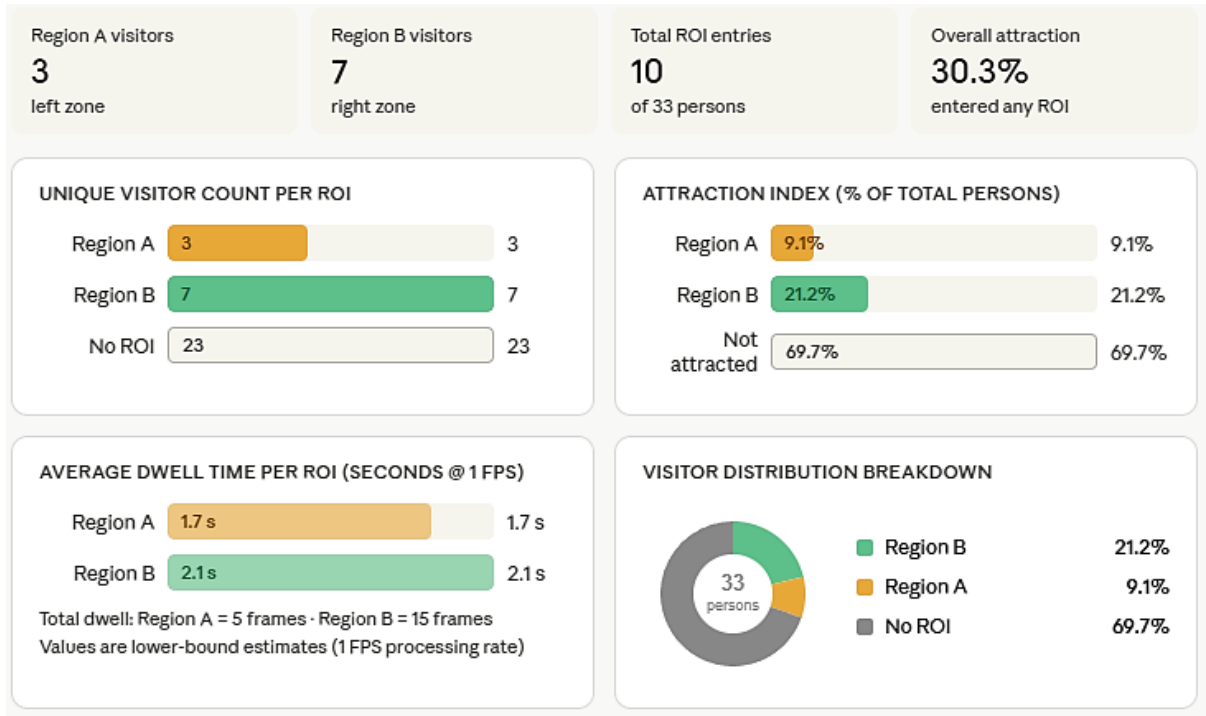 Region A visitors
3
left zone
Region B visitors
7
right zone
Total ROI entries
10
of 33 persons
Overall attraction
30.3%
entered any ROI
UNIQUE VISITOR COUNT PER ROI
Region A 3 3
Region B 7 7
No ROI 23 23
ATTRACTION INDEX (% OF TOTAL PERSONS)
Region A 9.1% 9.1%
Region B 21.2% 21.2%
Not
attracted 69.7% 69.7%
AVERAGE DWELL TIME PER ROI (SECONDS @ 1 FPS)
Region A 1.7 s 1.7 s
Region B 2.1 s 2.1 s
Total dwell: Region A = 5 frames · Region B = 15 frames
Values are lower-bound estimates (1 FPS processing rate)
VISITOR DISTRIBUTION BREAKDOWN
33
persons
Region B 21.2%
Region A 9.1%
No ROI 69.7%